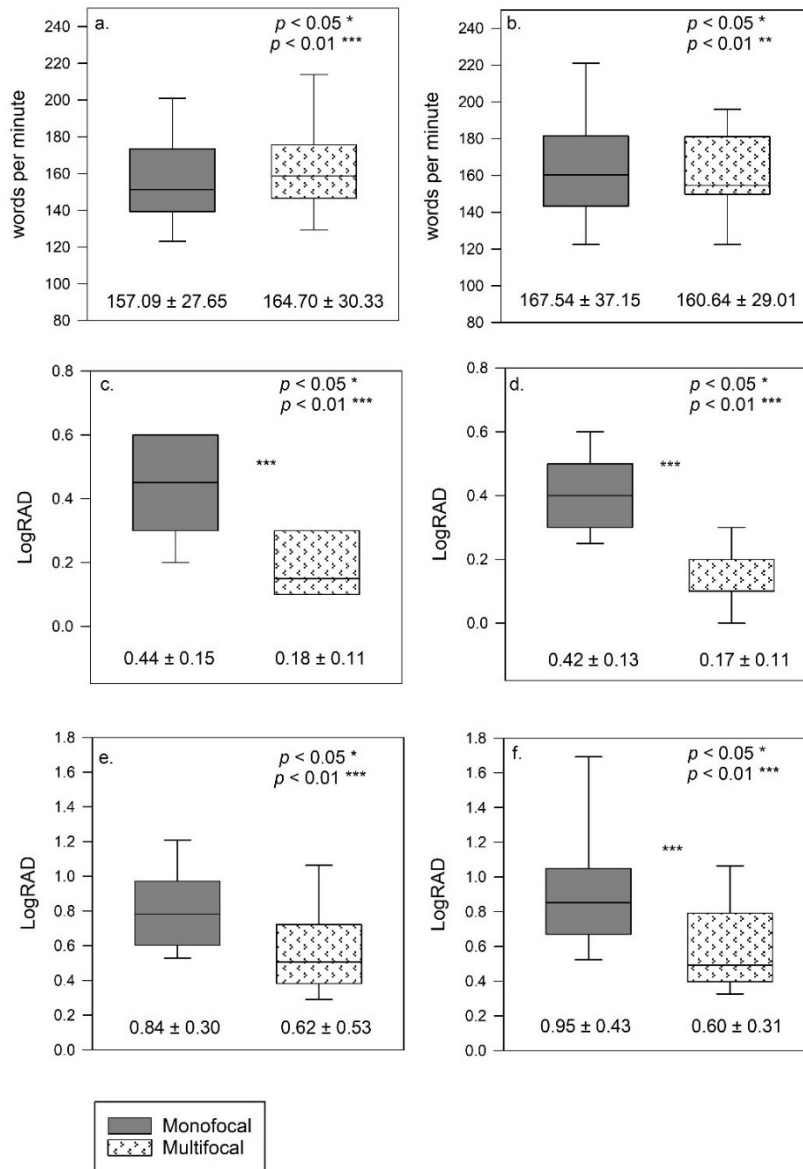 a.
p < 0.05 *
p < 0.01 ***
240
220
200
180
160
140
120
100
80
words per minute
157.09 ± 27.65 164.70 ± 30.33
b.
p < 0.05 *
p < 0.01 **
240
220
200
180
160
140
120
100
80
words per minute
167.54 ± 37.15 160.64 ± 29.01
c.
p < 0.05 *
p < 0.01 ***
0.8
0.6
0.4
0.2
0.0
LogRAD
***
0.44 ± 0.15 0.18 ± 0.11
d.
p < 0.05 *
p < 0.01 ***
0.8
0.6
0.4
0.2
0.0
LogRAD
***
0.42 ± 0.13 0.17 ± 0.11
e.
p < 0.05 *
p < 0.01 ***
1.8
1.6
1.4
1.2
1.0
0.8
0.6
0.4
0.2
0.0
LogRAD
0.84 ± 0.30 0.62 ± 0.53
f.
p < 0.05 *
p < 0.01 ***
1.8
1.6
1.4
1.2
1.0
0.8
0.6
0.4
0.2
0.0
LogRAD
***
0.95 ± 0.43 0.60 ± 0.31
Monofocal
Multifocal